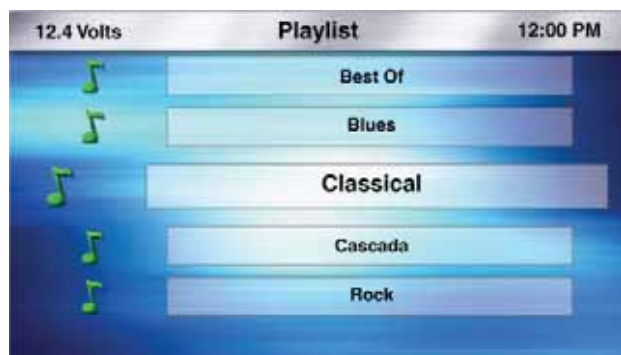 12.4 Volts Playlist 12:00 PM
Best Of
Blues
Classical
Cascada
Rock